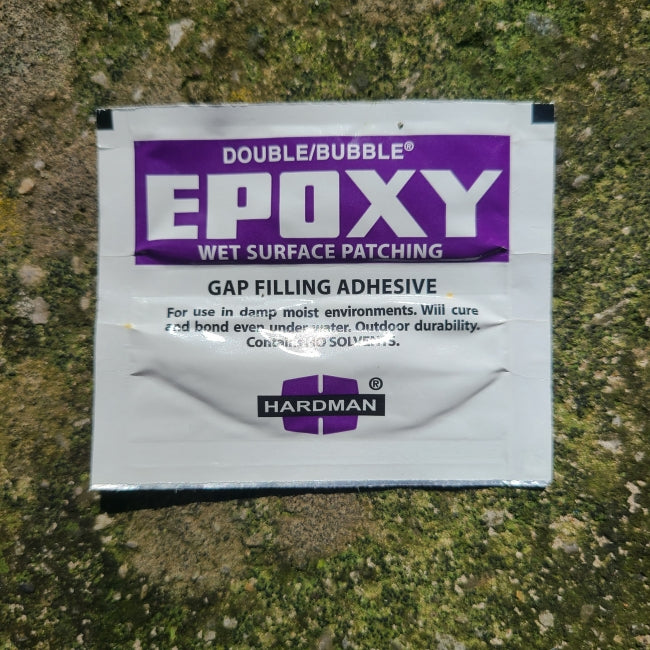 DOUBLE/BUBBLE®
EPOXY
WET SURFACE PATCHING
GAP FILLING ADHESIVE
For use in damp moist environments. Will cure
and bond even under water. Outdoor durability.
Contains NO SOLVENTS.
HARDMAN®